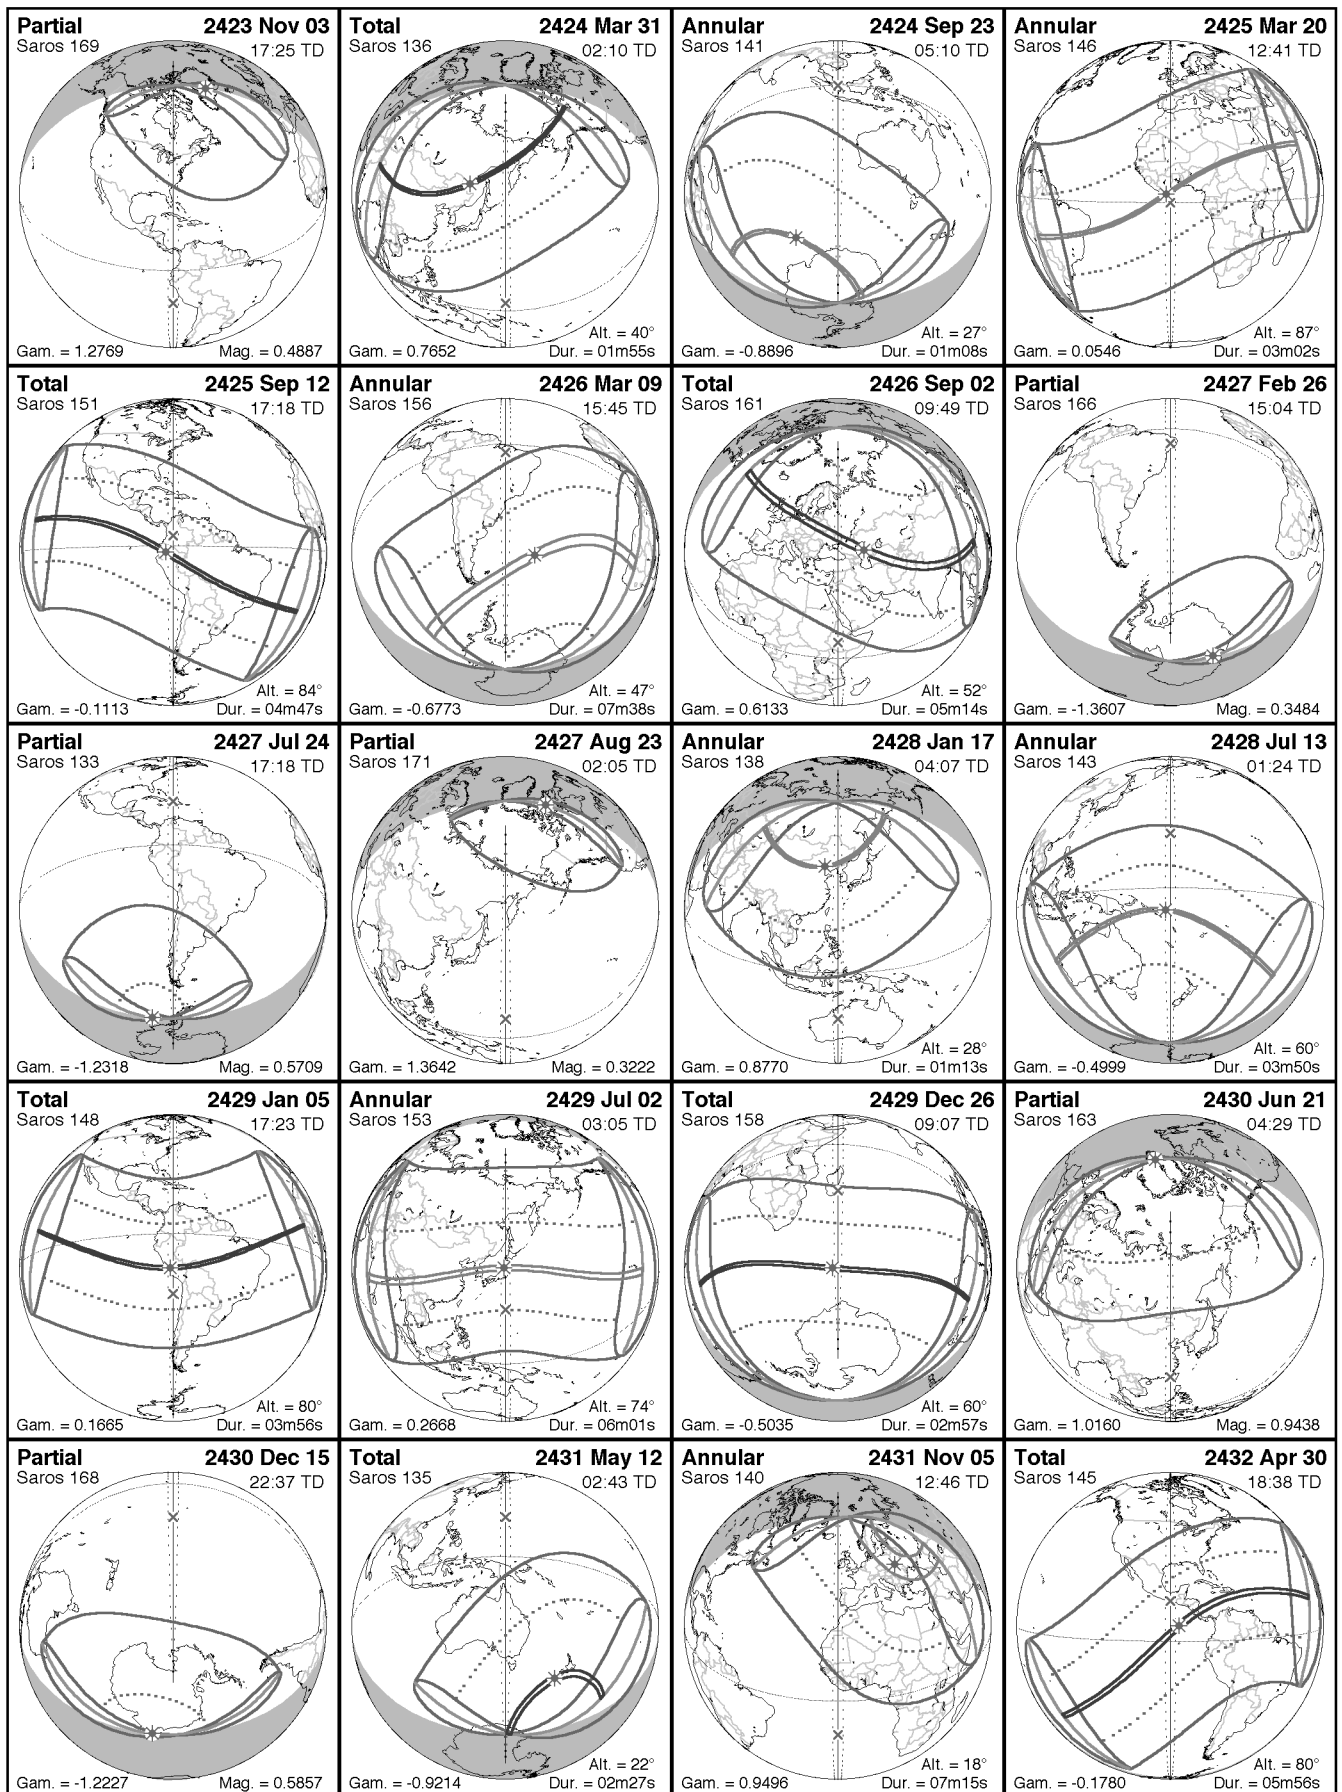 Partial 2423 Nov 03
Saros 169 17:25 TD
Gam. = 1.2769 Mag. = 0.4887
Total 2424 Mar 31
Saros 136 02:10 TD
Alt. = 40°
Gam. = 0.7652 Dur. = 01m55s
Annular 2424 Sep 23
Saros 141 05:10 TD
Alt. = 27°
Gam. = -0.8896 Dur. = 01m08s
Annular 2425 Mar 20
Saros 146 12:41 TD
Alt. = 87°
Gam. = 0.0546 Dur. = 03m02s
Total 2425 Sep 12
Saros 151 17:18 TD
Alt. = 84°
Gam. = -0.1113 Dur. = 04m47s
Annular 2426 Mar 09
Saros 156 15:45 TD
Alt. = 47°
Gam. = -0.6773 Dur. = 07m38s
Total 2426 Sep 02
Saros 161 09:49 TD
Alt. = 52°
Gam. = 0.6133 Dur. = 05m14s
Partial 2427 Feb 26
Saros 166 15:04 TD
Gam. = -1.3607 Mag. = 0.3484
Partial 2427 Jul 24
Saros 133 17:18 TD
Gam. = -1.2318 Mag. = 0.5709
Partial 2427 Aug 23
Saros 171 02:05 TD
Gam. = 1.3642 Mag. = 0.3222
Annular 2428 Jan 17
Saros 138 04:07 TD
Alt. = 28°
Gam. = 0.8770 Dur. = 01m13s
Annular 2428 Jul 13
Saros 143 01:24 TD
Alt. = 60°
Gam. = -0.4999 Dur. = 03m50s
Total 2429 Jan 05
Saros 148 17:23 TD
Alt. = 80°
Gam. = 0.1665 Dur. = 03m56s
Annular 2429 Jul 02
Saros 153 03:05 TD
Alt. = 74°
Gam. = 0.2668 Dur. = 06m01s
Total 2429 Dec 26
Saros 158 09:07 TD
Alt. = 60°
Gam. = -0.5035 Dur. = 02m57s
Partial 2430 Jun 21
Saros 163 04:29 TD
Gam. = 1.0160 Mag. = 0.9438
Partial 2430 Dec 15
Saros 168 22:37 TD
Gam. = -1.2227 Mag. = 0.5857
Total 2431 May 12
Saros 135 02:43 TD
Alt. = 22°
Gam. = -0.9214 Dur. = 02m27s
Annular 2431 Nov 05
Saros 140 12:46 TD
Alt. = 18°
Gam. = 0.9496 Dur. = 07m15s
Total 2432 Apr 30
Saros 145 18:38 TD
Alt. = 80°
Gam. = -0.1780 Dur. = 05m56s